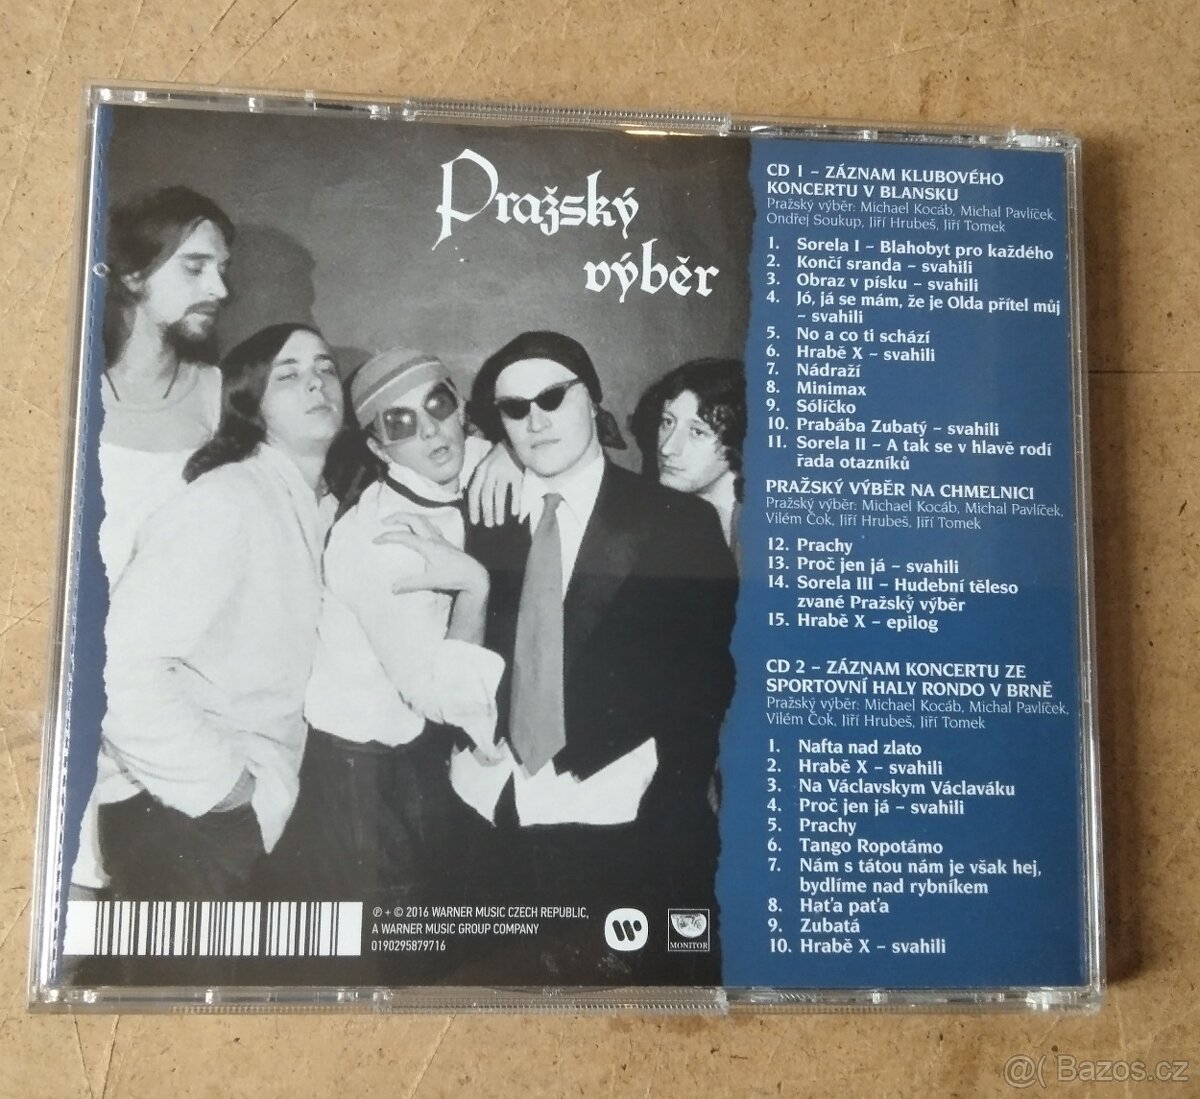 Pražský
výběr
CD 1 – ZÁZNAM KLUBOVÉHO
KONCERTU V BLANSKU
Pražský výběr: Michael Kocáb, Michal Pavlíček,
Ondřej Soukup, Jiří Hrubeš, Jiří Tomek
1. Sorela I – Blahobyt pro každého
2. Končí sranda – svahili
3. Obraz v písku – svahili
4. Jó, já se mám, že je Olda přítel můj
– svahili
5. No a co ti schází
6. Hrabě X – svahili
7. Nádraží
8. Minimax
9. Sólíčko
10. Prabába Zubatý – svahili
11. Sorela II – A tak se v hlavě rodí
řada otazníků
PRAŽSKÝ VÝBĚR NA CHMELNICI
Pražský výběr: Michael Kocáb, Michal Pavlíček,
Vilém Čok, Jiří Hrubeš, Jiří Tomek
12. Prachy
13. Proč jen já – svahili
14. Sorela III – Hudební těleso
zvané Pražský výběr
15. Hrabě X – epilog
CD 2 – ZÁZNAM KONCERTU ZE
SPORTOVNÍ HALY RONDO V BRNĚ
Pražský výběr: Michael Kocáb, Michal Pavlíček,
Vilém Čok, Jiří Hrubeš, Jiří Tomek
1. Nafta nad zlato
2. Hrabě X – svahili
3. Na Václavskym Václaváku
4. Proč jen já – svahili
5. Prachy
6. Tango Ropotámo
7. Nám s tátou nám je však hej,
bydlíme nad rybníkem
8. Haťa paťa
9. Zubatá
10. Hrabě X – svahili
℗ + © 2016 WARNER MUSIC CZECH REPUBLIC,
A WARNER MUSIC GROUP COMPANY
0190295879716
MONITOR
@( Bazos.cz